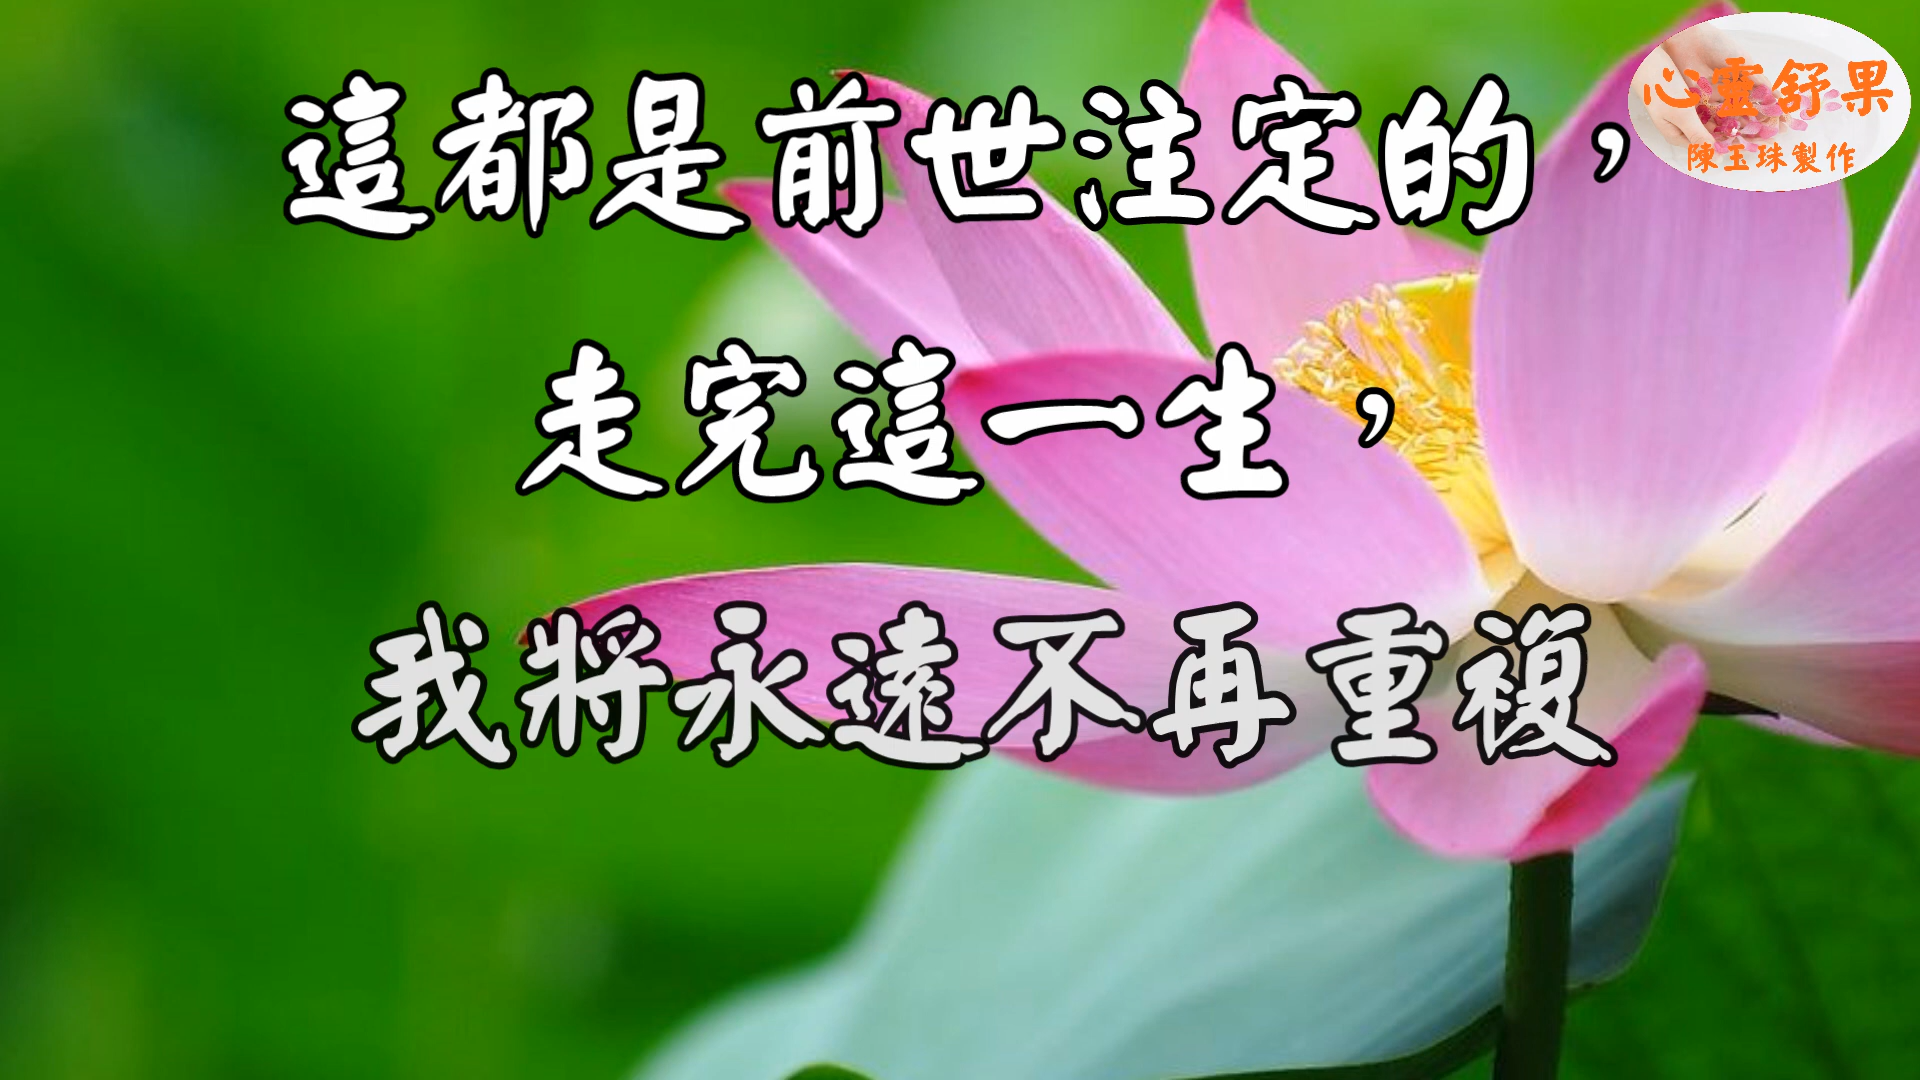 這都是前世注定的，
走完這一生，
我將永遠不再重複
心靈舒果
陳玉珠製作